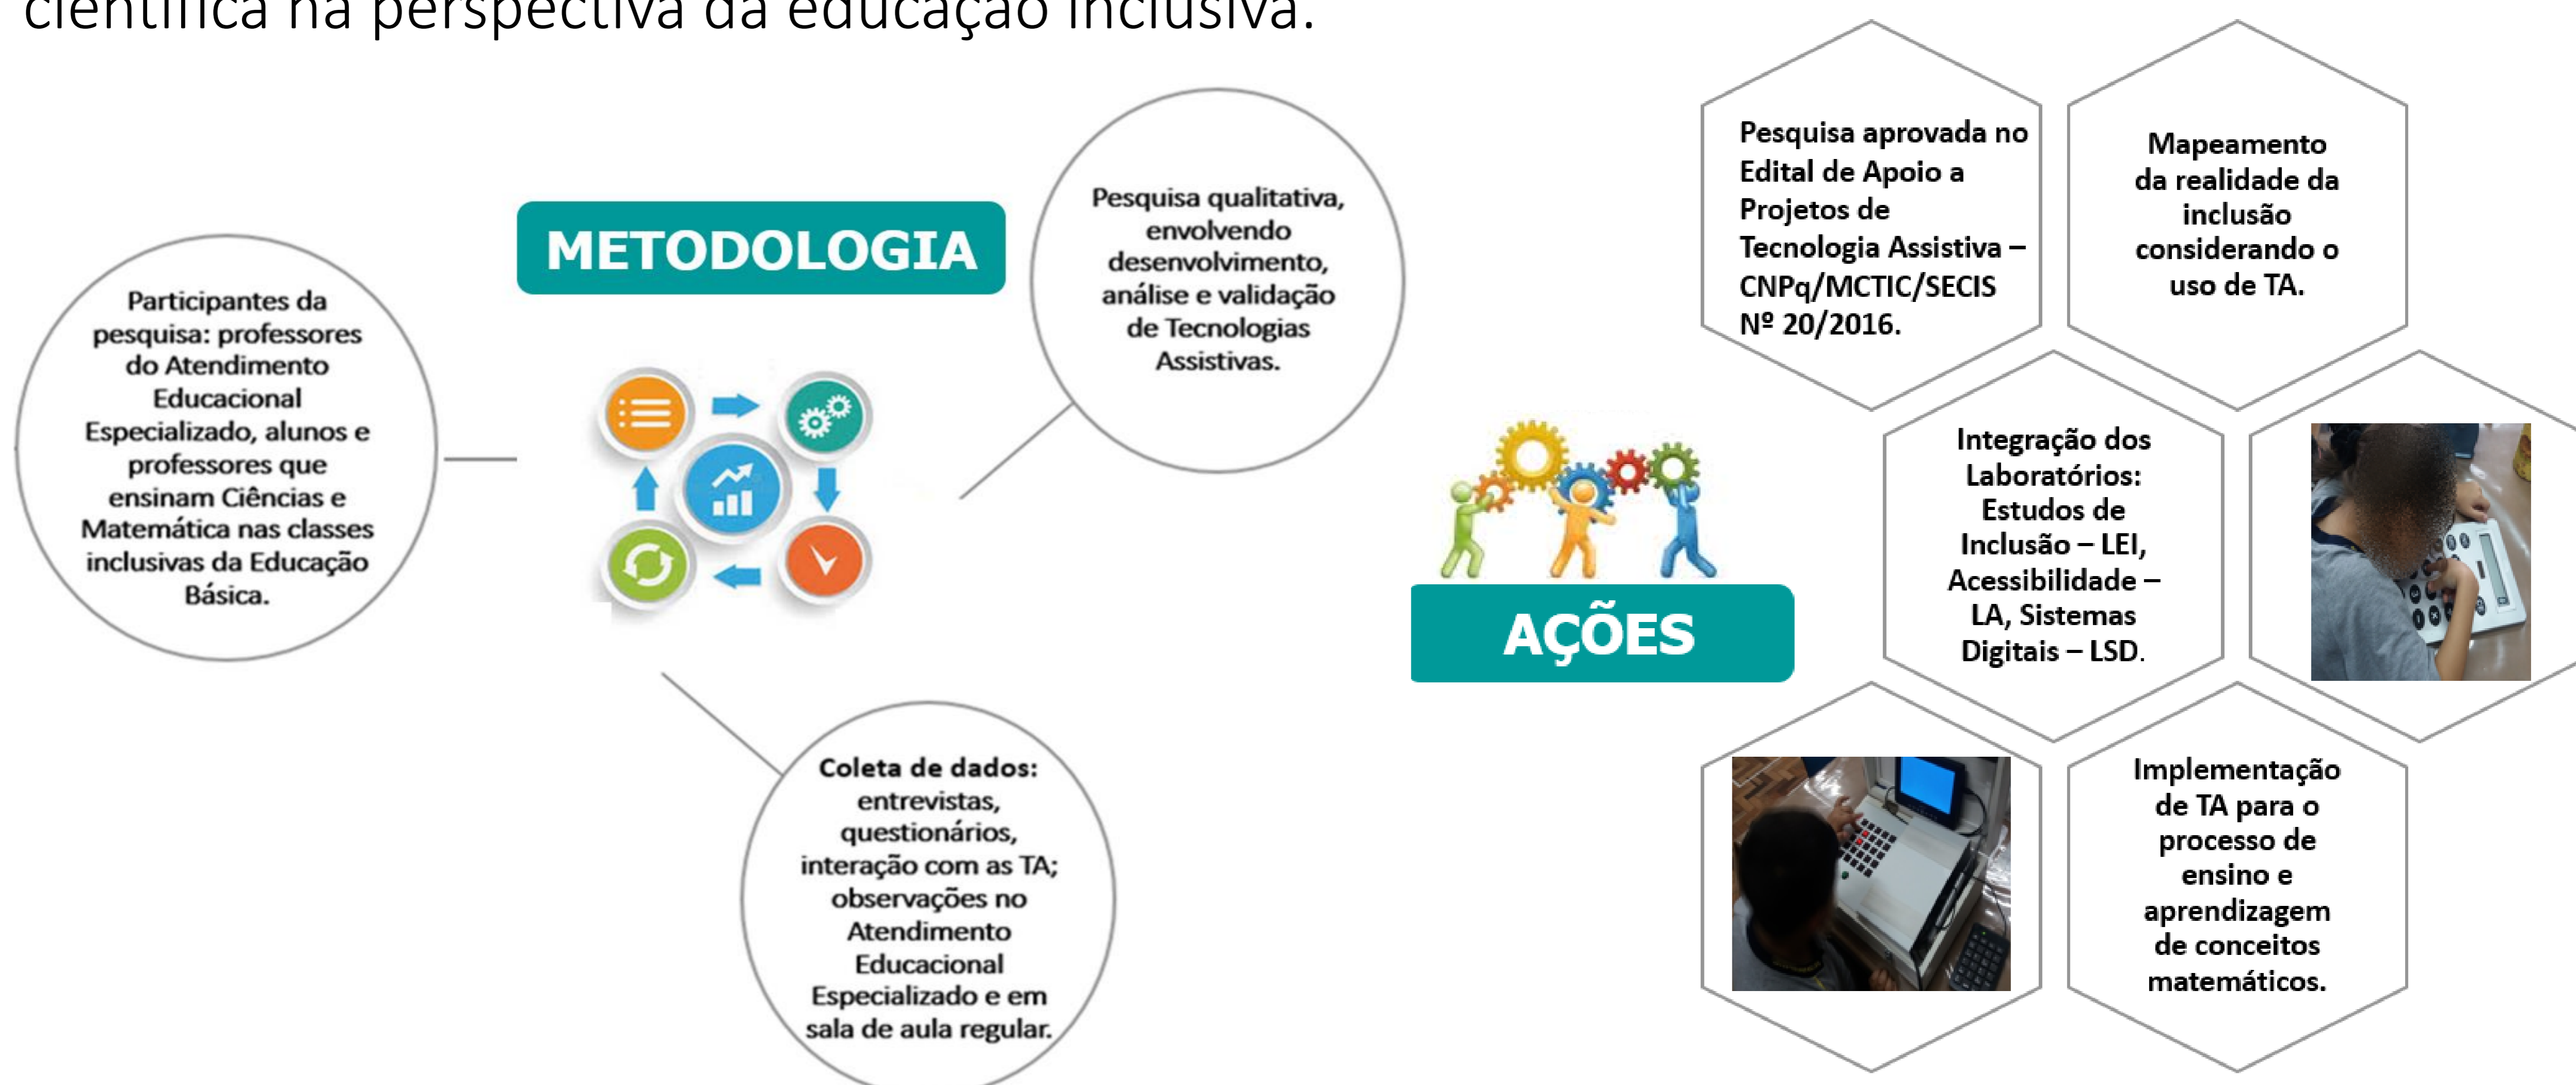 científica na perspectiva da educação inclusiva.
METODOLOGIA
Participantes da
pesquisa: professores
do Atendimento
Educacional
Especializado, alunos e
professores que
ensinam Ciências e
Matemática nas classes
inclusivas da Educação
Básica.
Pesquisa qualitativa,
envolvendo
desenvolvimento,
análise e validação
de Tecnologias
Assistivas.
Coleta de dados:
entrevistas,
questionários,
interação com as TA;
observações no
Atendimento
Educacional
Especializado e em
sala de aula regular.
AÇÕES
Pesquisa aprovada no
Edital de Apoio a
Projetos de
Tecnologia Assistiva –
CNPq/MCTIC/SECIS
Nº 20/2016.
Mapeamento
da realidade da
inclusão
considerando o
uso de TA.
Integração dos
Laboratórios:
Estudos de
Inclusão – LEI,
Acessibilidade –
LA, Sistemas
Digitais – LSD.
Implementação
de TA para o
processo de
ensino e
aprendizagem
de conceitos
matemáticos.